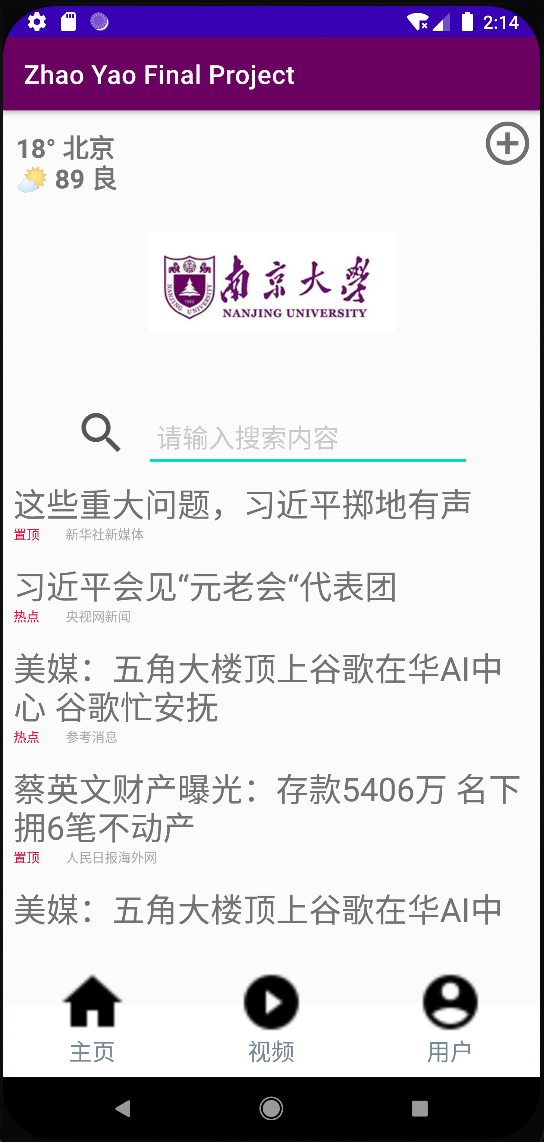 2:14
Zhao Yao Final Project
18° 北京
89 良
南京大學
NANJING UNIVERSITY
NANJING UNIVERSITY
1902
请输入搜索内容
这些重大问题，习近平掷地有声
置顶 新华社新媒体
习近平会见“元老会“代表团
热点 央视网新闻
美媒：五角大楼顶上谷歌在华AI中
心 谷歌忙安抚
热点 参考消息
蔡英文财产曝光：存款5406万 名下
拥6笔不动产
置顶 人民日报海外网
美媒：五角大楼顶上谷歌在华AI中
主页 视频 用户